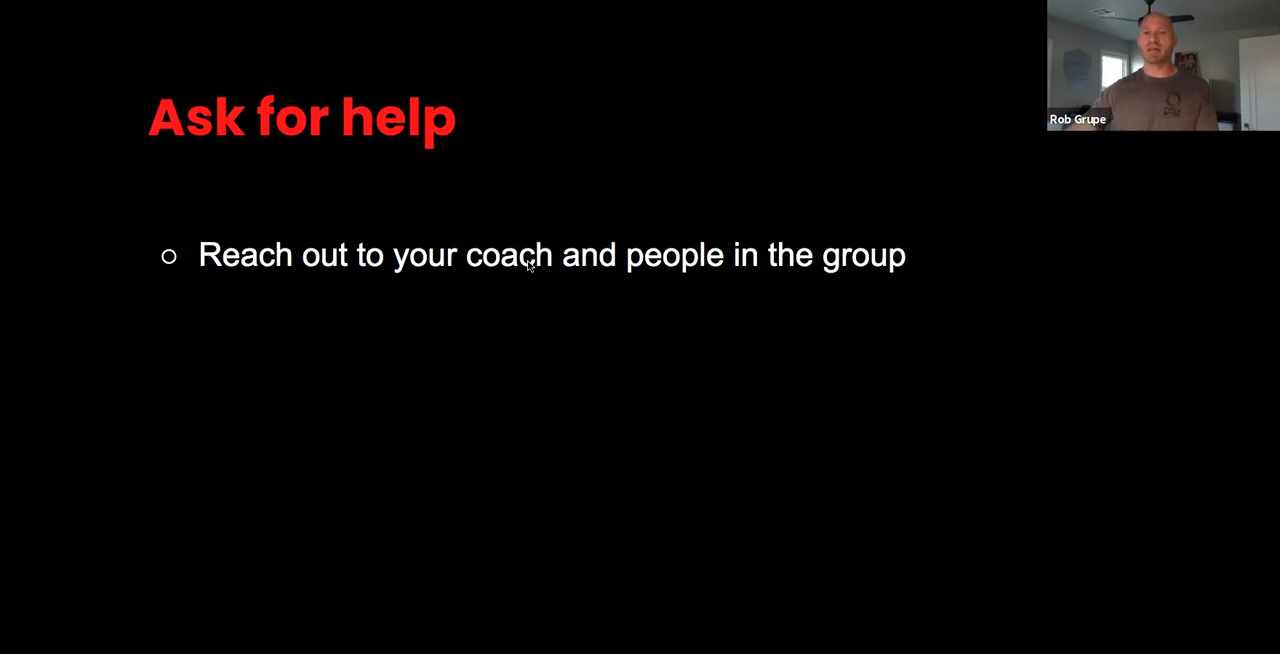 Ask for help
Rob Grupe
○ Reach out to your coach and people in the group